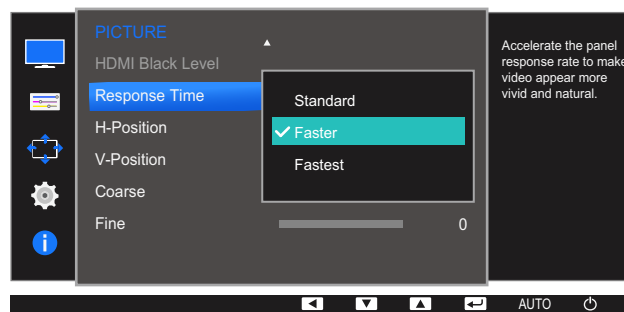 PICTURE
HDMI Black Level
Response Time
H-Position
V-Position
Coarse
Fine
0
Standard
Faster
Fastest
Accelerate the panel
response rate to make
video appear more
vivid and natural.
AUTO